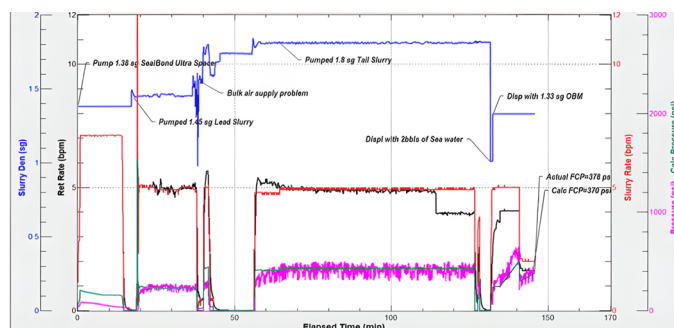 2
12
12
3000
Pumped 1.8 sg Tail Slurry
Pump 1.38 sg SealBond Ultra Spacer
10
10
Bulk air supply problem
Disp with 1.33 sg OBM
1 5
2000
Pumped 1.45 sg Lead Slurry
Displ with 2bbls of Sea water
Slurry Den (sg)
Ret Rate (bpm)
Slurry Rate (bpm)
Calc Pressure (psi)
1
Actual FCP=378 ps
5
5
Calc FCP=370 psi
1000
0 5
0
0
0
0
0
50
100
150
170
Elapsed Time (min)